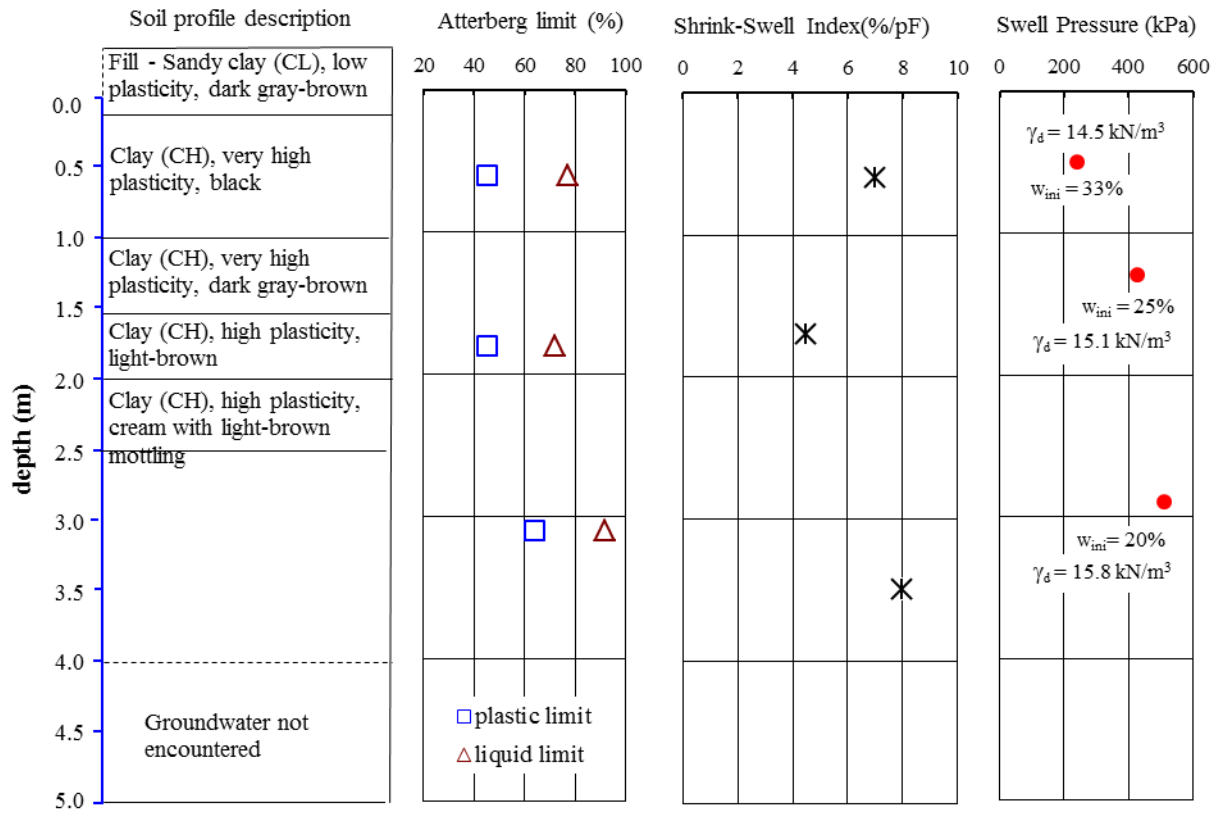 Soil profile description
Atterberg limit (%)
Shrink-Swell Index(%/pF)
Swell Pressure (kPa)
20 40 60 80 100
0 2 4 6 8 10
0 200 400 600
depth (m)
0.0
0.5
1.0
1.5
2.0
2.5
3.0
3.5
4.0
4.5
5.0
Fill - Sandy clay (CL), low
plasticity, dark gray-brown
Clay (CH), very high
plasticity, black
Clay (CH), very high
plasticity, dark gray-brown
Clay (CH), high plasticity,
light-brown
Clay (CH), high plasticity,
cream with light-brown
mottling
Groundwater not
encountered
plastic limit
liquid limit
γd = 14.5 kN/m³
wini = 33%
wini = 25%
γd = 15.1 kN/m³
wini = 20%
γd = 15.8 kN/m³